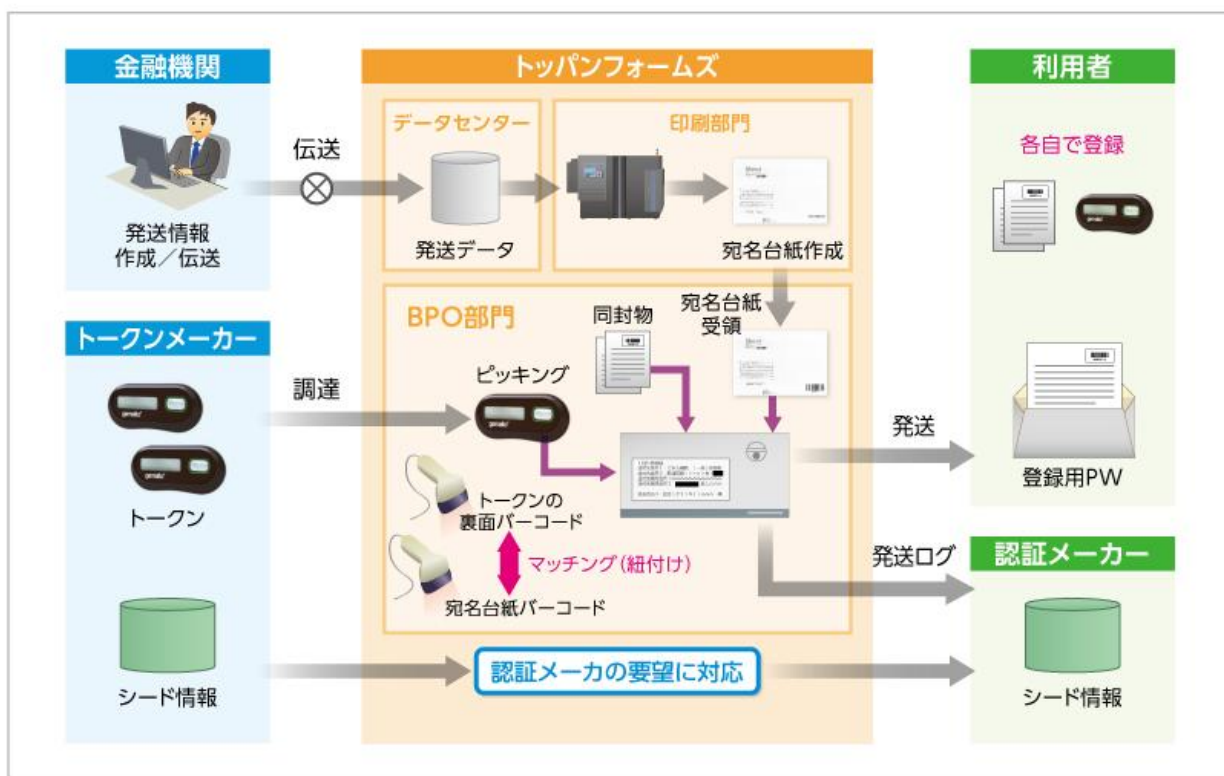 金融機関
トッパンフォームズ
利用者
データセンター
印刷部門
各自で登録
伝送
発送情報
作成／伝送
発送データ
宛名台紙作成
BPO部門
同封物
宛名台紙
受領
トークンメーカー
ピッキング
調達
発送
登録用PW
トークン
トークンの
裏面バーコード
マッチング(紐付け)
宛名台紙バーコード
発送ログ
認証メーカー
シード情報
認証メーカの要望に対応
シード情報